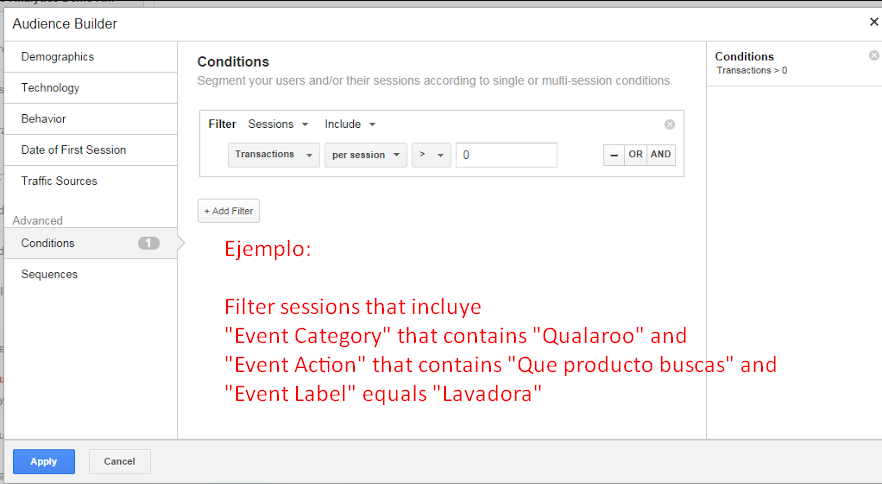 Audience Builder
×
Demographics
Technology
Behavior
Date of First Session
Traffic Sources
Advanced
Conditions 1
Sequences
Conditions
Segment your users and/or their sessions according to single or multi-session conditions.
Filter Sessions Include
Transactions per session > 0 – OR AND
+ Add Filter
Ejemplo:
Filter sessions that incluye
"Event Category" that contains "Qualaroo" and
"Event Action" that contains "Que producto buscas" and
"Event Label" equals "Lavadora"
Conditions
Transactions > 0
Apply Cancel